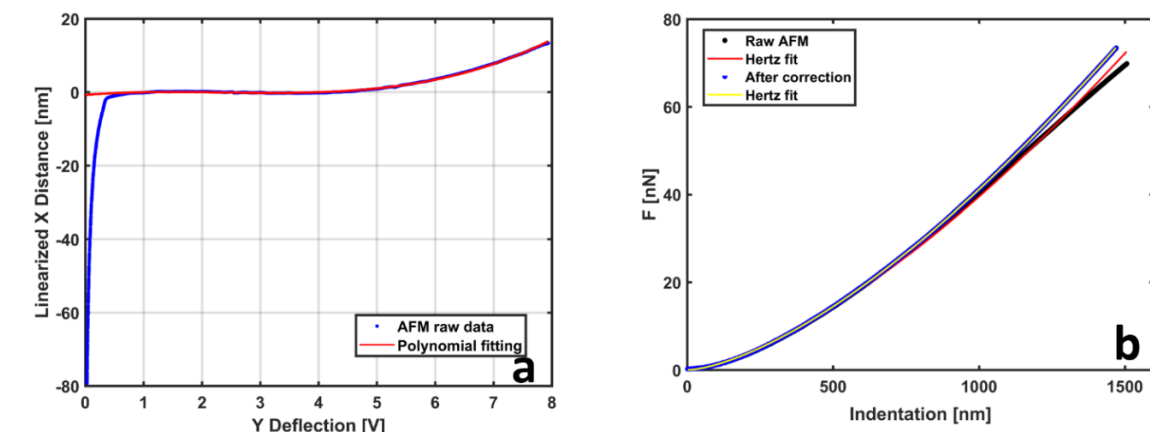 20
0
-20
-40
-60
-80
0 1 2 3 4 5 6 7 8
Linearized X Distance [nm]
Y Deflection [V]
AFM raw data
Polynomial fitting
a
80
60
40
20
0
0 500 1000 1500
F [nN]
Indentation [nm]
Raw AFM
Hertz fit
After correction
Hertz fit
b